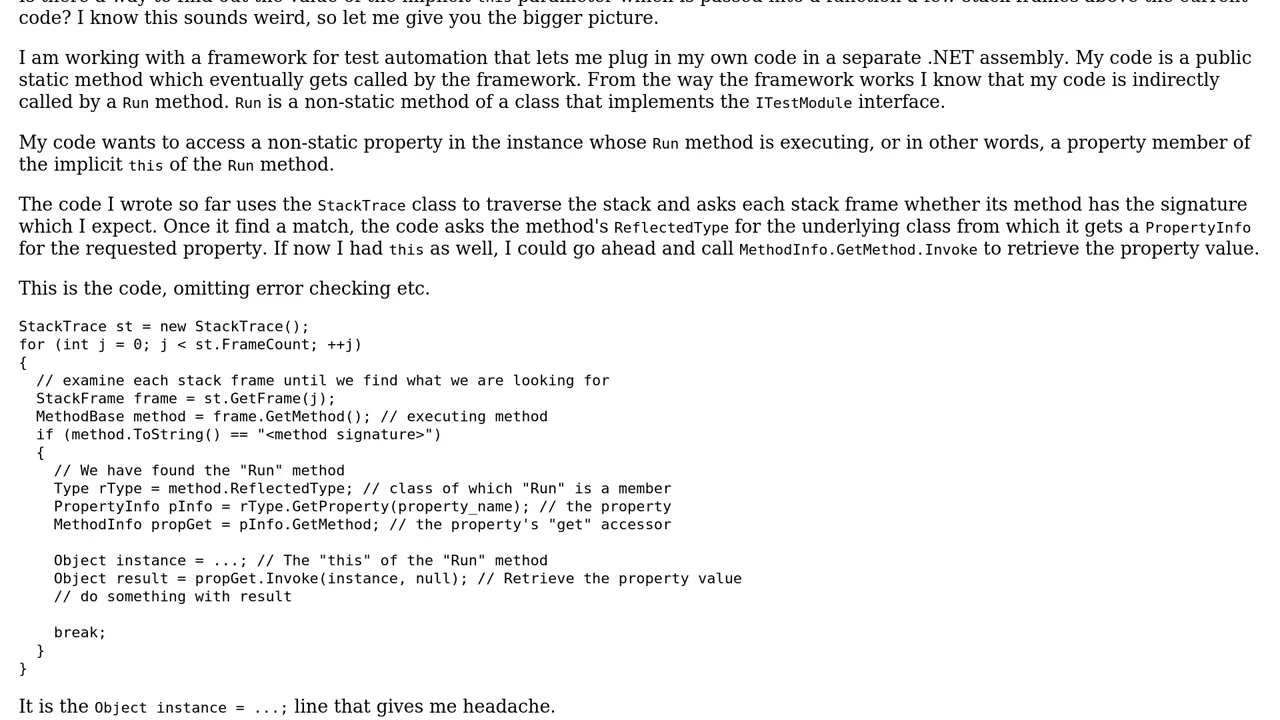 code? I know this sounds weird, so let me give you the bigger picture.
I am working with a framework for test automation that lets me plug in my own code in a separate .NET assembly. My code is a public
static method which eventually gets called by the framework. From the way the framework works I know that my code is indirectly
called by a Run method. Run is a non-static method of a class that implements the ITestModule interface.
My code wants to access a non-static property in the instance whose Run method is executing, or in other words, a property member of
the implicit this of the Run method.
The code I wrote so far uses the StackTrace class to traverse the stack and asks each stack frame whether its method has the signature
which I expect. Once it find a match, the code asks the method's ReflectedType for the underlying class from which it gets a PropertyInfo
for the requested property. If now I had this as well, I could go ahead and call MethodInfo.GetMethod.Invoke to retrieve the property value.
This is the code, omitting error checking etc.
StackTrace st = new StackTrace();
for (int j = 0; j < st.FrameCount; ++j)
{
  // examine each stack frame until we find what we are looking for
  StackFrame frame = st.GetFrame(j);
  MethodBase method = frame.GetMethod(); // executing method
  if (method.ToString() == "<method signature>")
  {
    // We have found the "Run" method
    Type rType = method.ReflectedType; // class of which "Run" is a member
    PropertyInfo pInfo = rType.GetProperty(property_name); // the property
    MethodInfo propGet = pInfo.GetMethod; // the property's "get" accessor
    Object instance = ...; // The "this" of the "Run" method
    Object result = propGet.Invoke(instance, null); // Retrieve the property value
    // do something with result
    break;
  }
}
It is the Object instance = ...; line that gives me headache.